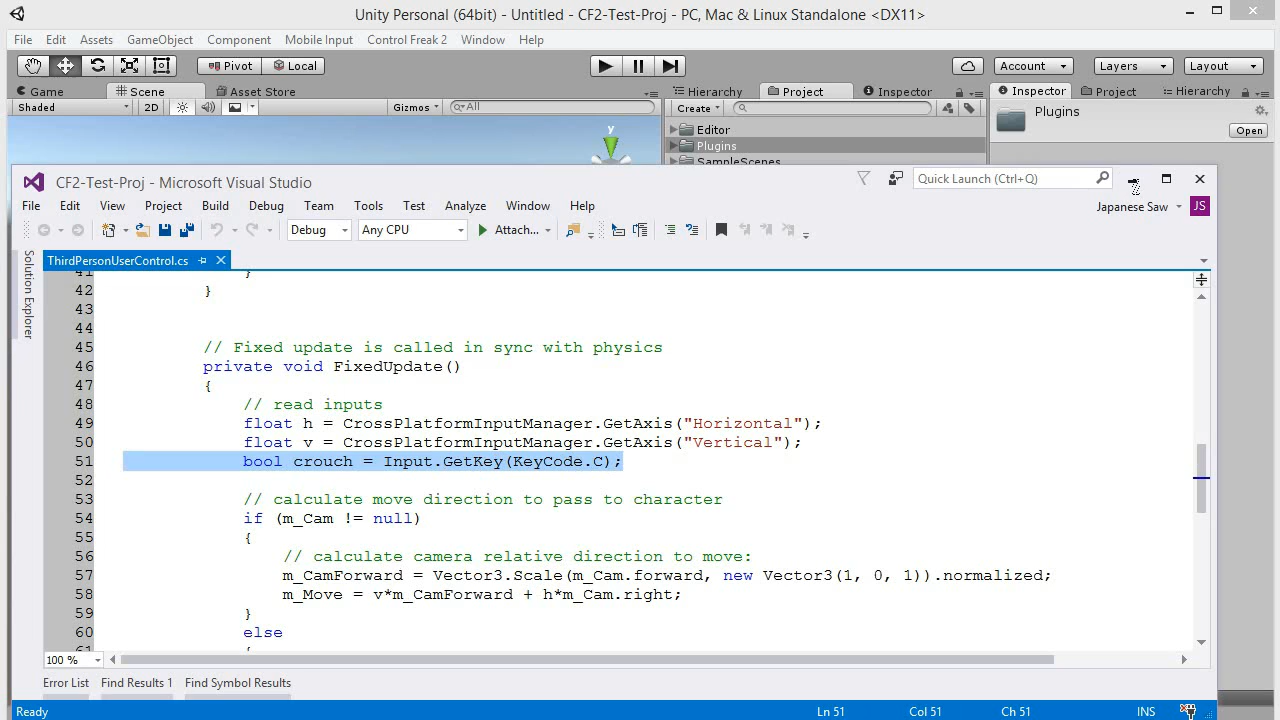 Unity Personal (64bit) - Untitled - CF2-Test-Proj - PC, Mac & Linux Standalone <DX11>
File Edit Assets GameObject Component Mobile Input Control Freak 2 Window Help
Pivot Local Account Layers Layout
Game Scene Asset Store Hierarchy Project Inspector Inspector Project Hierarchy
Shaded 2D Gizmos All Create Plugins
Open
y
Editor
Plugins
SampleScenes
CF2-Test-Proj - Microsoft Visual Studio Quick Launch (Ctrl+Q)
File Edit View Project Build Debug Team Tools Test Analyze Window Help Japanese Saw JS
Debug Any CPU Attach...
Solution Explorer
ThirdPersonUserControl.cs
41 }
42 }
43
44
45 // Fixed update is called in sync with physics
46 private void FixedUpdate()
47 {
48 // read inputs
49 float h = CrossPlatformInputManager.GetAxis("Horizontal");
50 float v = CrossPlatformInputManager.GetAxis("Vertical");
51 bool crouch = Input.GetKey(KeyCode.C);
52
53 // calculate move direction to pass to character
54 if (m_Cam != null)
55 {
56 // calculate camera relative direction to move:
57 m_CamForward = Vector3.Scale(m_Cam.forward, new Vector3(1, 0, 1)).normalized;
58 m_Move = v*m_CamForward + h*m_Cam.right;
59 }
60 else
61 {
100 %
Error List Find Results 1 Find Symbol Results
Ready Ln 51 Col 51 Ch 51 INS